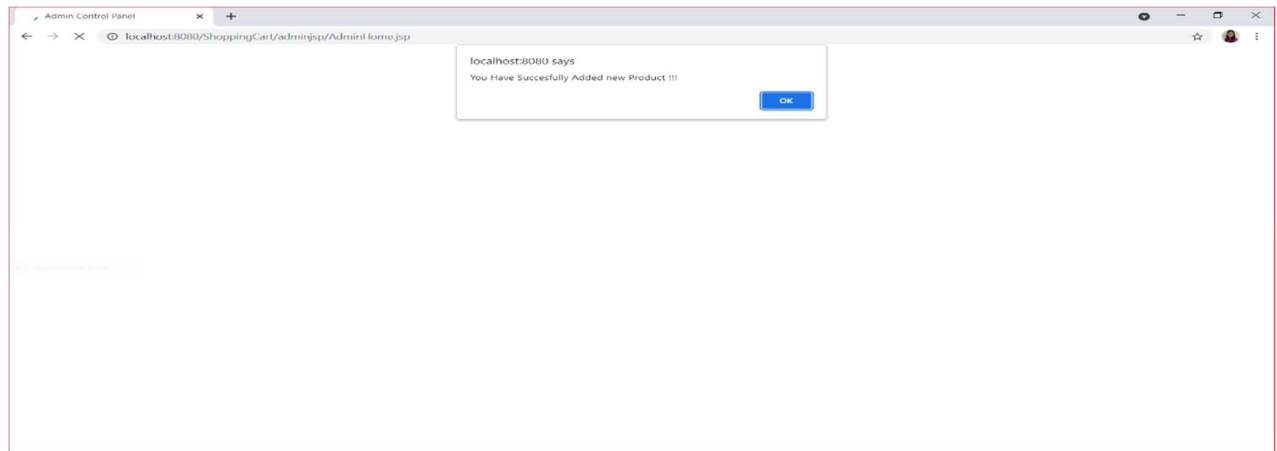 Admin Control Panel
localhost:8080/ShoppingCart/adminjsp/AdminHome.jsp
localhost:8080 says
You Have Succesfully Added new Product !!!
OK